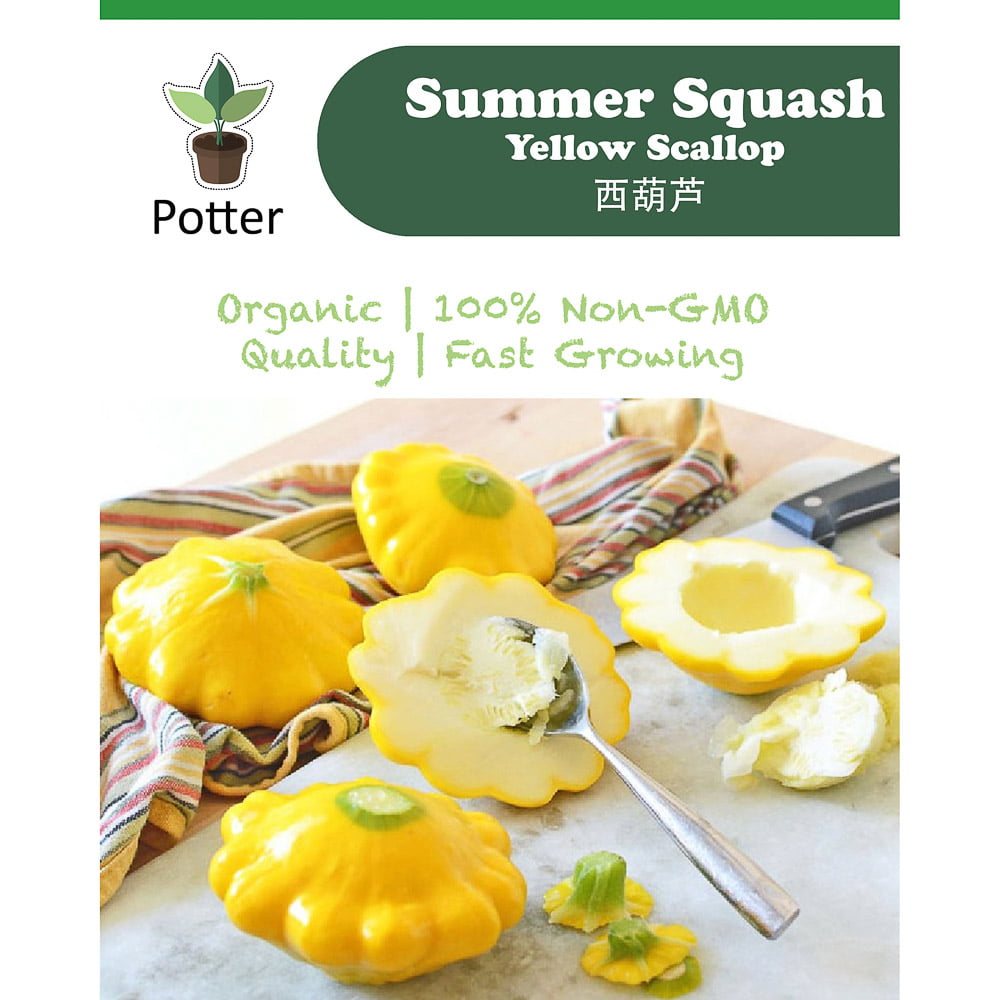 Summer Squash
Yellow Scallop
西葫芦
Potter
Organic | 100% Non-GMO
Quality | Fast Growing